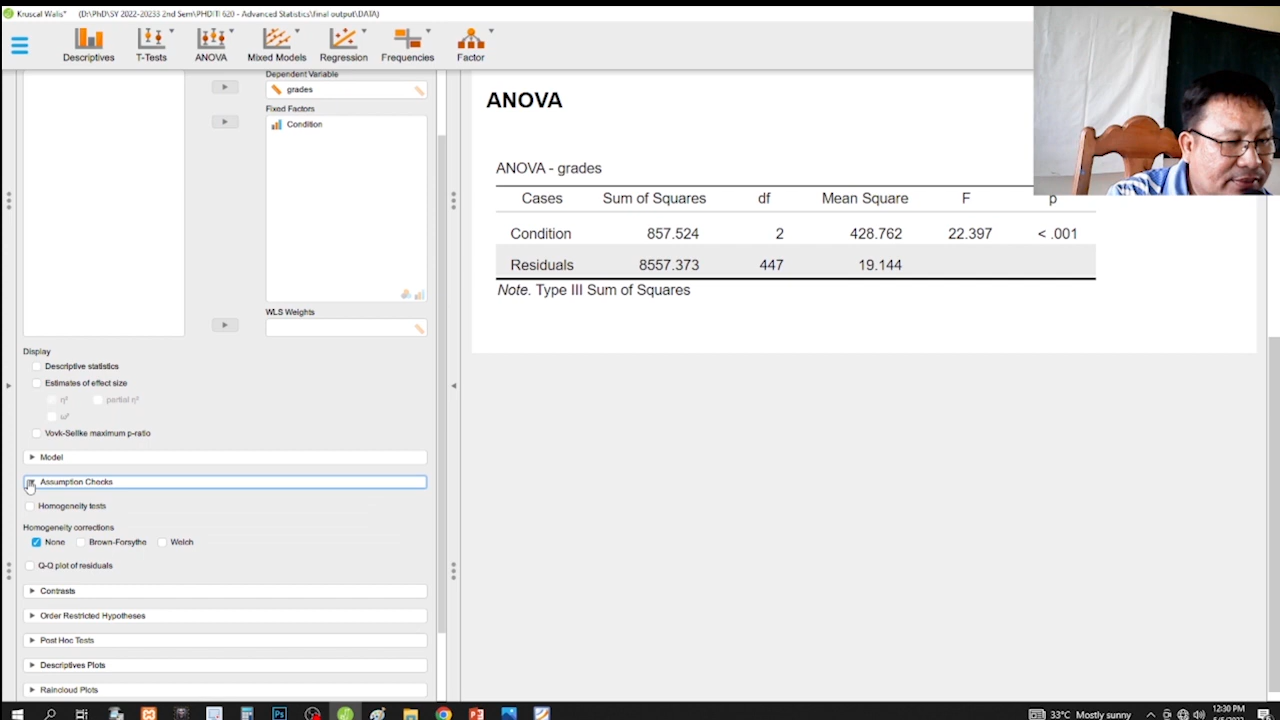 Kruscal Walis* (D:\PhD\SY 2022-20233 2nd Sem\PHDITI 620 - Advanced Statistics\final output\DATA)
Descriptives T-Tests ANOVA Mixed Models Regression Frequencies Factor
Dependent Variable
grades
Fixed Factors
Condition
WLS Weights
Display
Descriptive statistics
Estimates of effect size
η² partial η²
ω²
Vovk-Sellke maximum p-ratio
Model
Assumption Checks
Homogeneity tests
Homogeneity corrections
None Brown-Forsythe Welch
Q-Q plot of residuals
Contrasts
Order Restricted Hypotheses
Post Hoc Tests
Descriptives Plots
Raincloud Plots
ANOVA
ANOVA - grades
Cases Sum of Squares df Mean Square F p
Condition 857.524 2 428.762 22.397 < .001
Residuals 8557.373 447 19.144
Note. Type III Sum of Squares
33°C Mostly sunny
12:30 PM